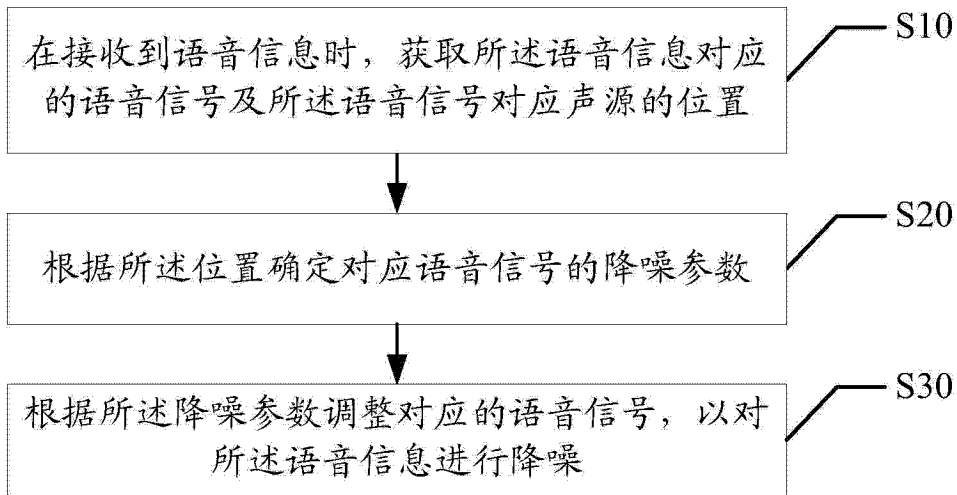 在接收到语音信息时，获取所述语音信息对应
的语音信号及所述语音信号对应声源的位置
S10
根据所述位置确定对应语音信号的降噪参数
S20
根据所述降噪参数调整对应的语音信号，以对
所述语音信息进行降噪
S30